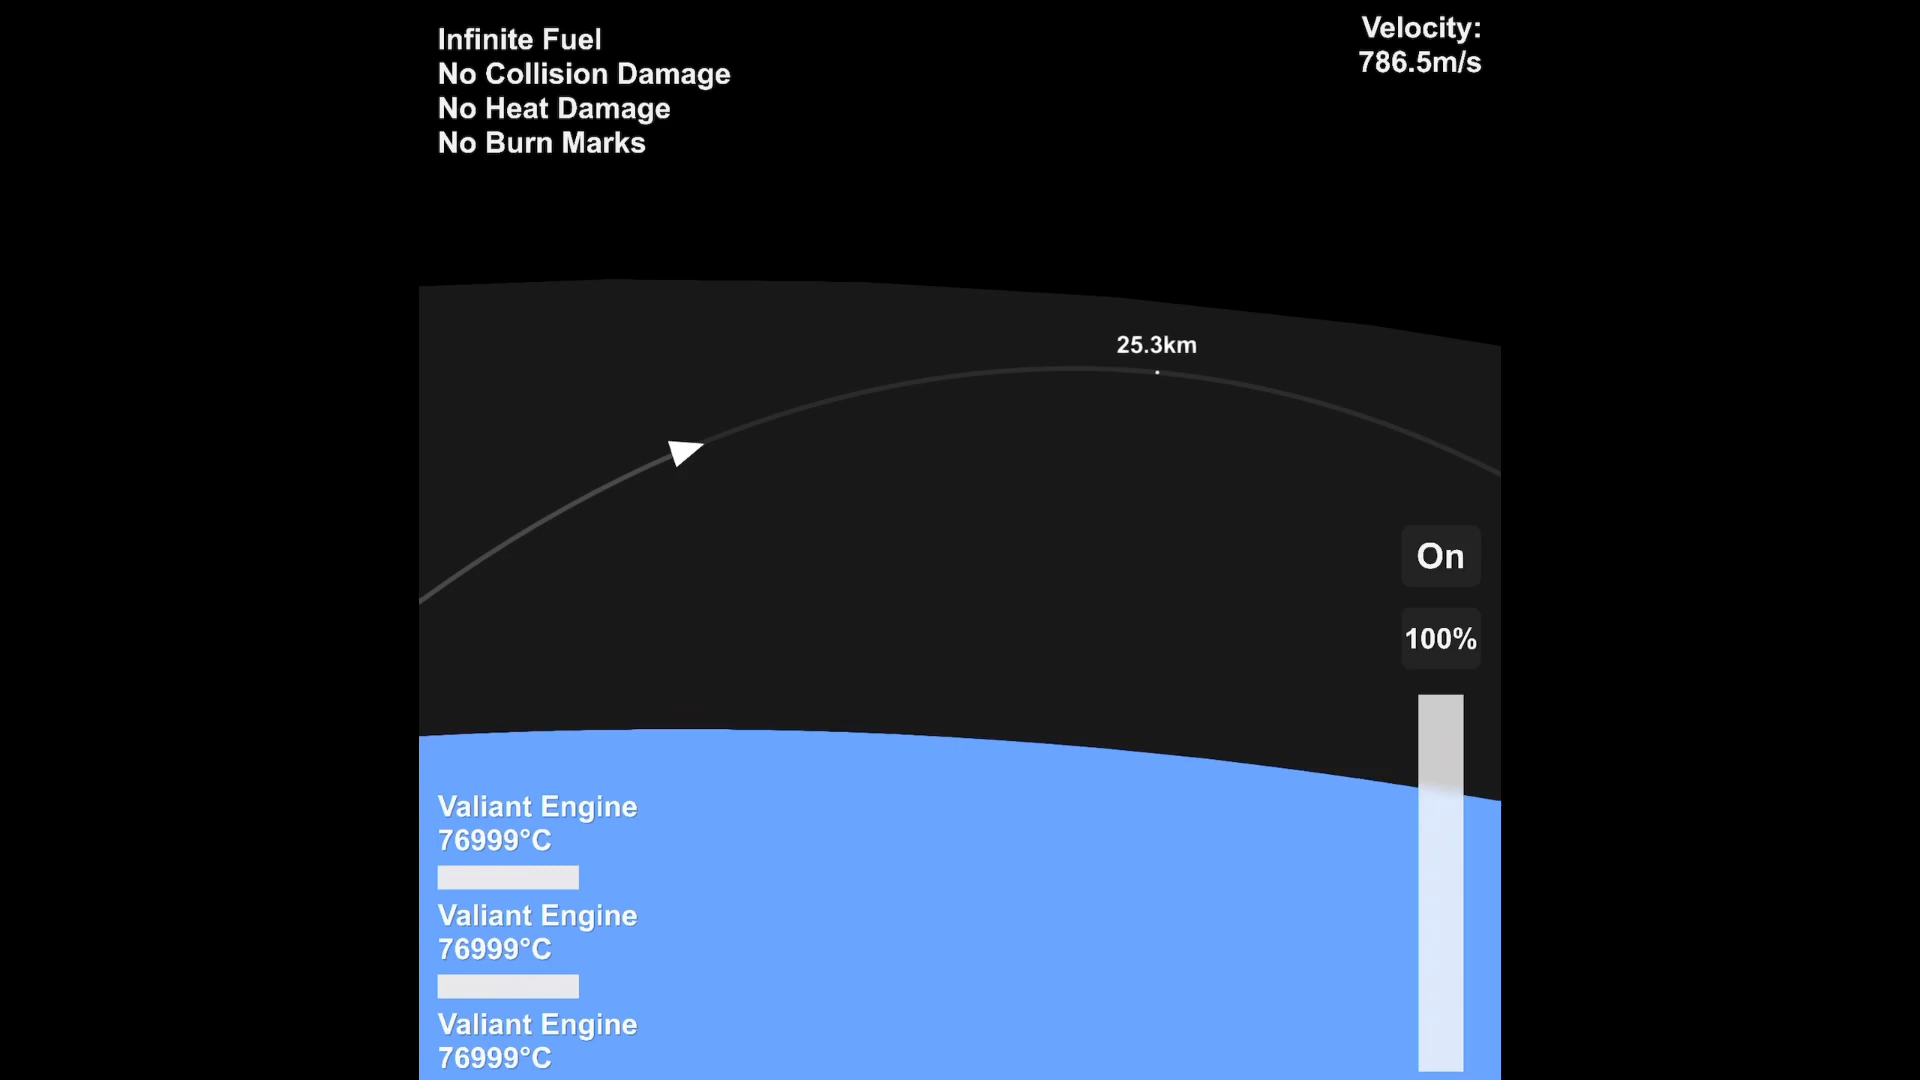 Infinite Fuel
No Collision Damage
No Heat Damage
No Burn Marks
Velocity:
786.5m/s
25.3km
On
100%
Valiant Engine
76999°C
Valiant Engine
76999°C
Valiant Engine
76999°C